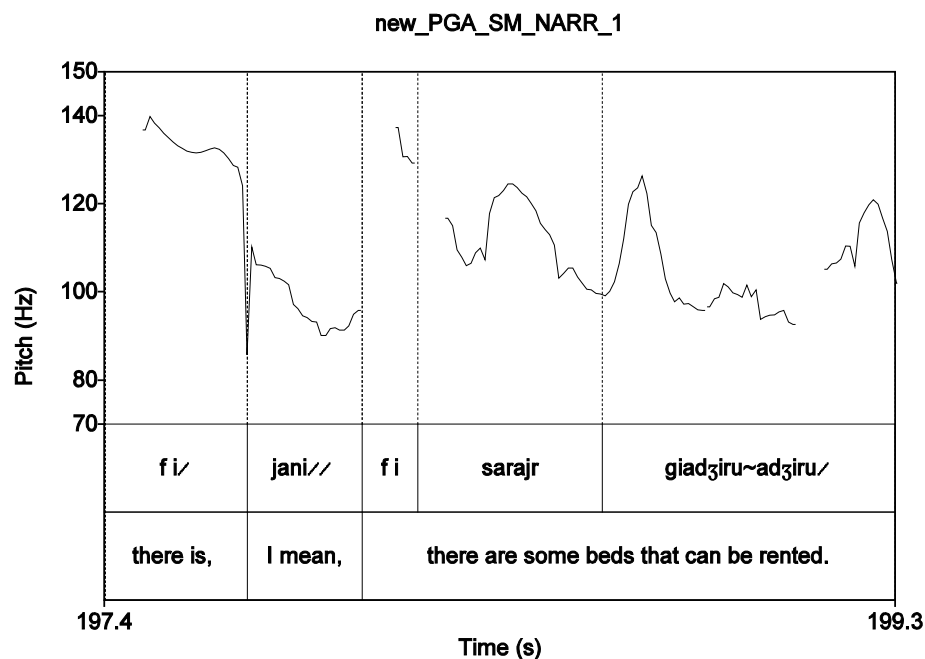 new_PGA_SM_NARR_1
150
140
120
100
80
70
Pitch (Hz)
f i⁄ jani⁄⁄ f i sarajr giadʒiru~adʒiru⁄
there is, I mean, there are some beds that can be rented.
197.4 199.3
Time (s)